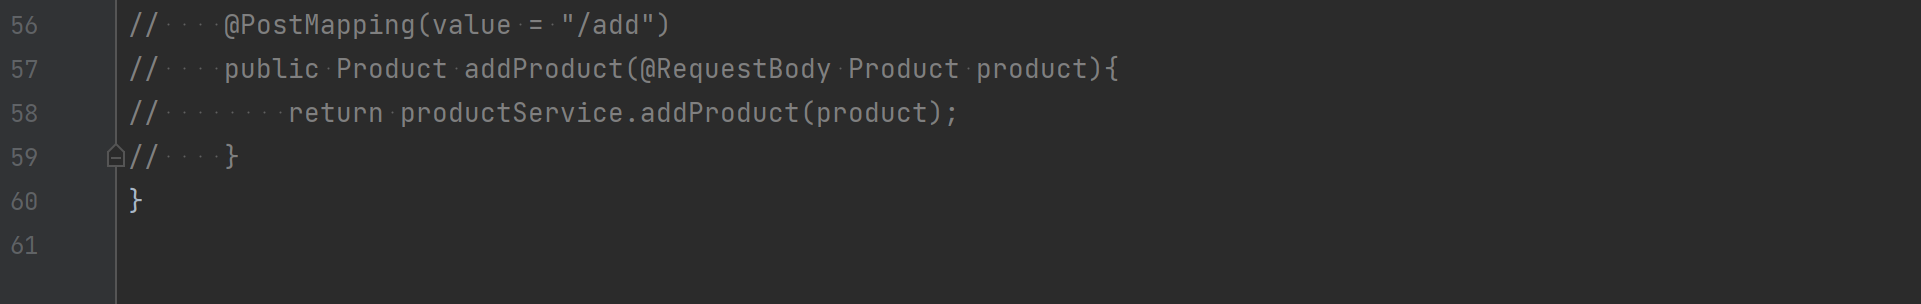 56 //    @PostMapping(value = "/add")
57 //    public Product addProduct(@RequestBody Product product){
58 //        return productService.addProduct(product);
59 //    }
60 }
61